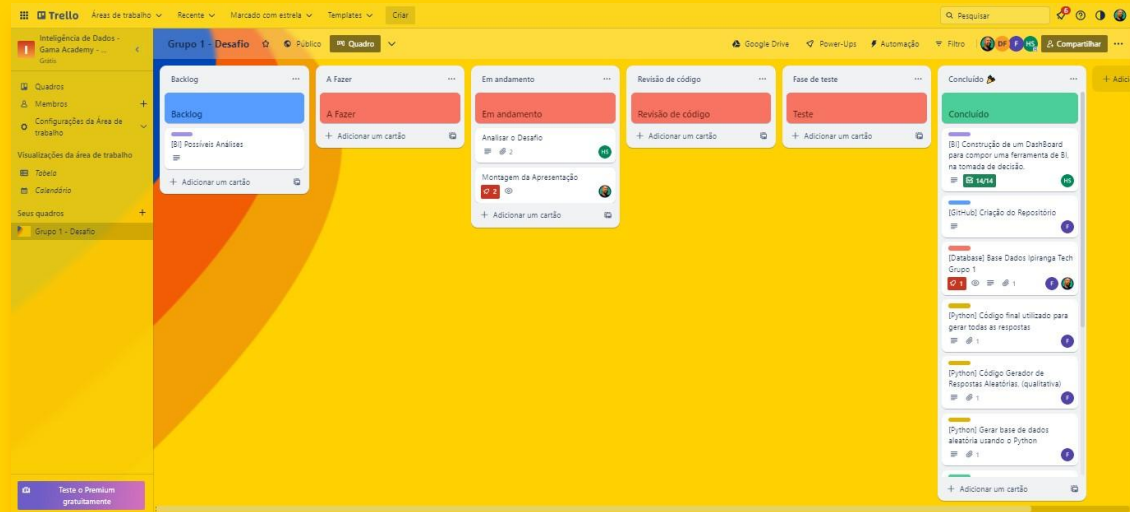 Trello Áreas de trabalho Recente Marcado com estrela Templates Criar Pesquisar 6
Inteligência de Dados -
Gama Academy - ...
Grátis
Quadros
Membros
Configurações da Área de
trabalho
Visualizações da área de trabalho
Tabela
Calendário
Seus quadros
Grupo 1 - Desafio
Teste o Premium
gratuitamente
Grupo 1 - Desafio Público Quadro Google Drive Power-Ups Automação Filtro DF F HS Compartilhar
Backlog
Backlog
[BI] Possíveis Análises
+ Adicionar um cartão
A Fazer
A Fazer
+ Adicionar um cartão
Em andamento
Em andamento
Analisar o Desafio
2 HS
Montagem da Apresentação
2
+ Adicionar um cartão
Revisão de código
Revisão de código
+ Adicionar um cartão
Fase de teste
Teste
+ Adicionar um cartão
Concluído
Concluído
[BI] Construção de um DashBoard
para compor uma ferramenta de BI,
na tomada de decisão.
14/14 HS
[GitHub] Criação do Repositório
F
[Database] Base Dados Ipiranga Tech
Grupo 1
1 1 F
[Python] Código final utilizado para
gerar todas as respostas
1 F
[Python] Código Gerador de
Respostas Aleatórias, (qualitativa)
1 F
[Python] Gerar base de dados
aleatória usando o Python
1 F
+ Adicionar um cartão
+ Adici